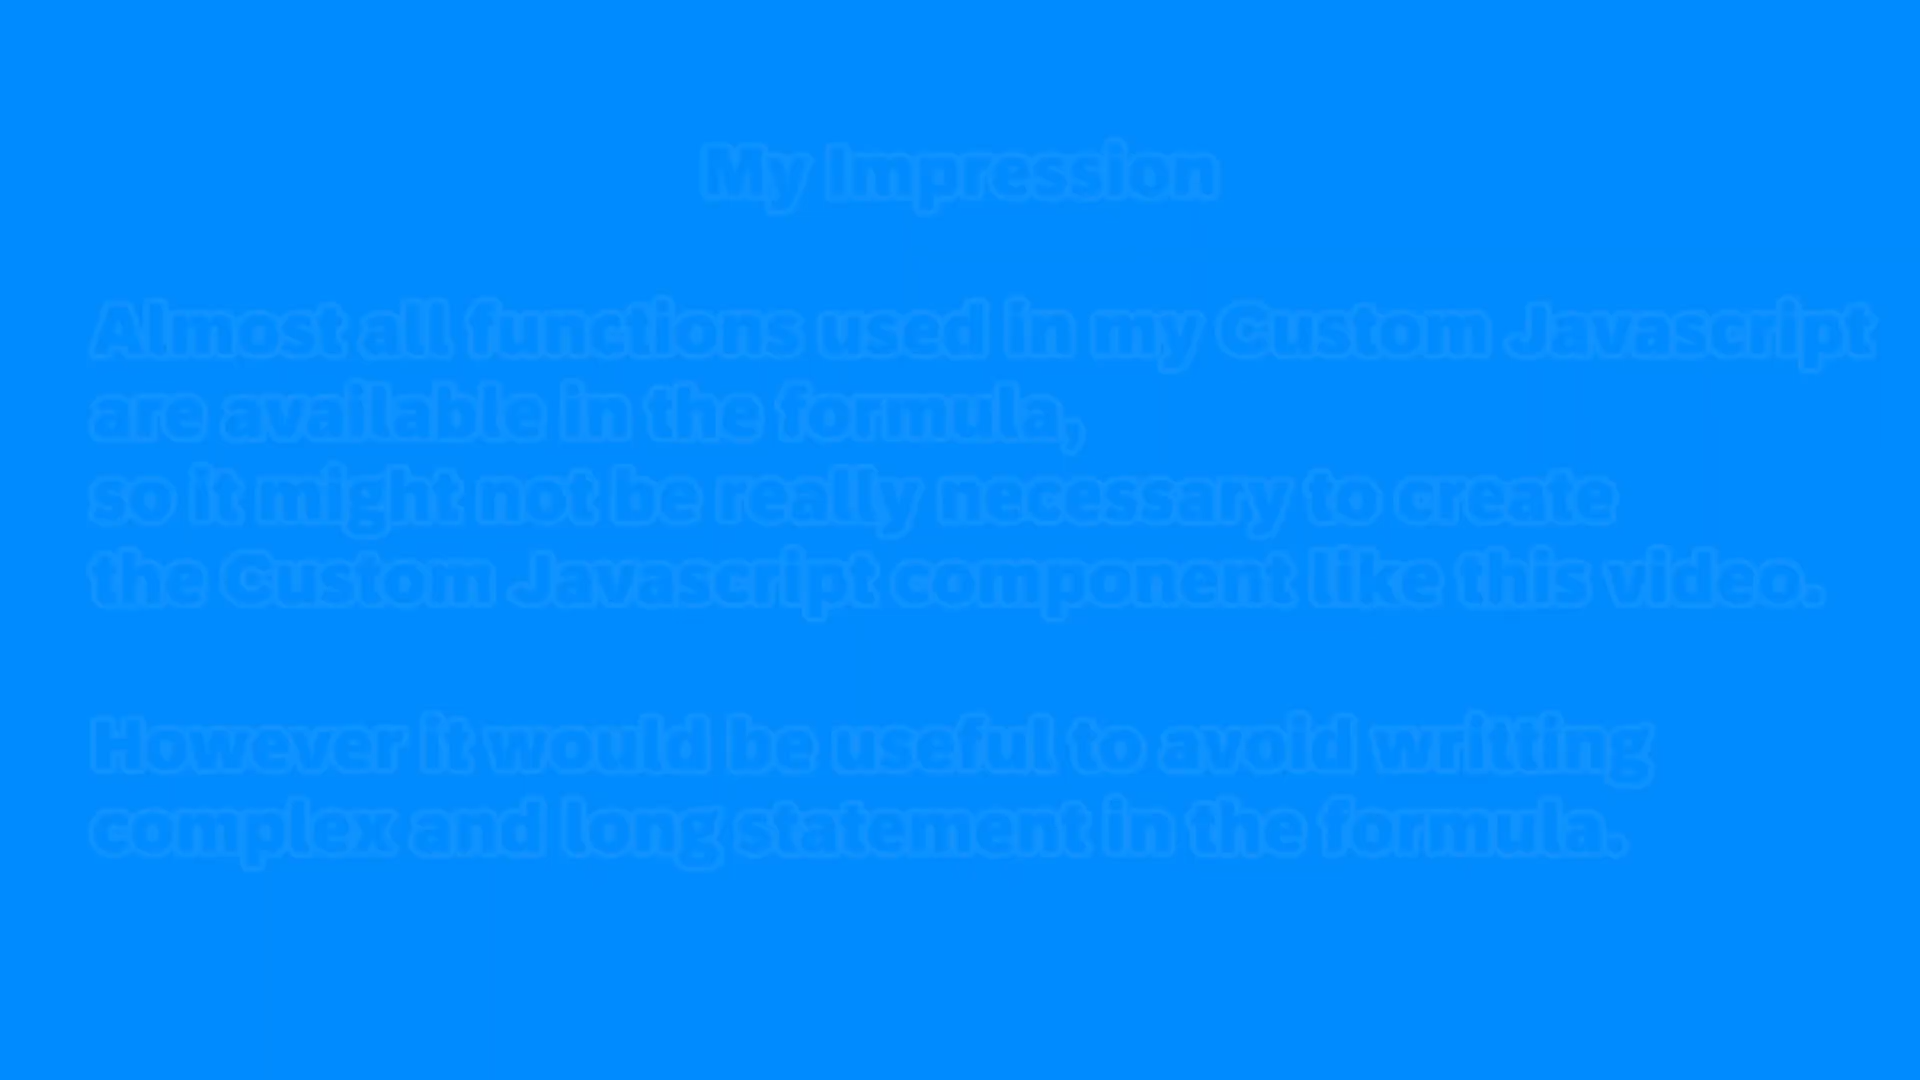 My Impression
Almost all functions used in my Custom Javascript
are available in the formula,
so it might not be really necessary to create
the Custom Javascript component like this video.
However it would be useful to avoid writting
complex and long statement in the formula.